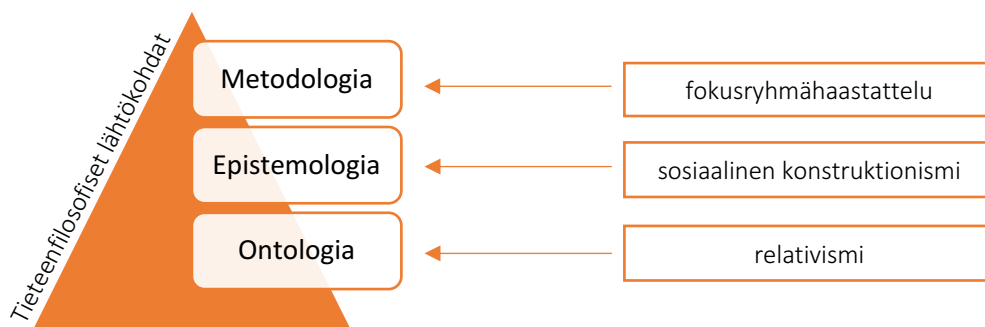 Tieteenfilosofiset lähtökohdat
Metodologia
fokusryhmähaastattelu
Epistemologia
sosiaalinen konstruktionismi
Ontologia
relativismi